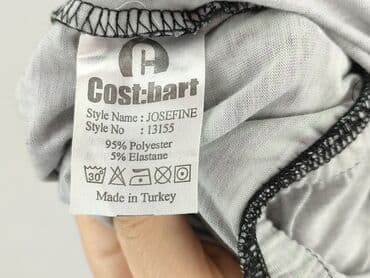 Cost:bart
Style Name : JOSEFINE
Style No : 13155
95% Polyester
5% Elastane
30°
Made in Turkey